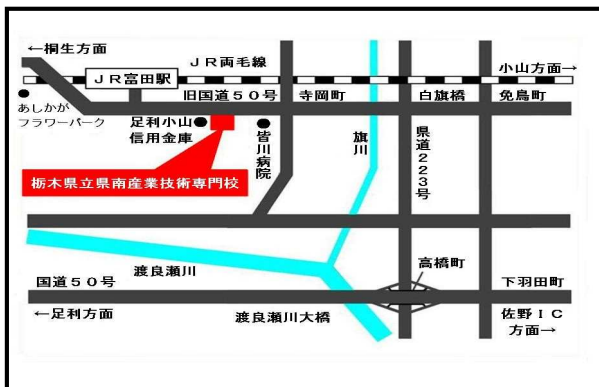 ←桐生方面
JR両毛線
小山方面→
JR富田駅
旧国道50号
寺岡町
白旗橋
免鳥町
あしかが
フラワーパーク
足利小山
信用金庫
皆川病院
旗川
県道223号
栃木県立県南産業技術専門校
渡良瀬川
高橋町
国道50号
下羽田町
←足利方面
渡良瀬川大橋
佐野IC
方面→